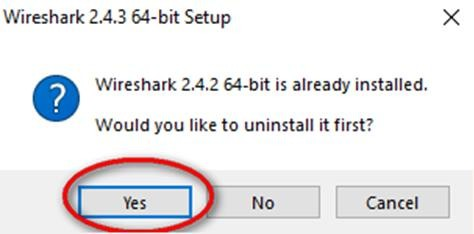 Wireshark 2.4.3 64-bit Setup
Wireshark 2.4.2 64-bit is already installed.
Would you like to uninstall it first?
Yes No Cancel